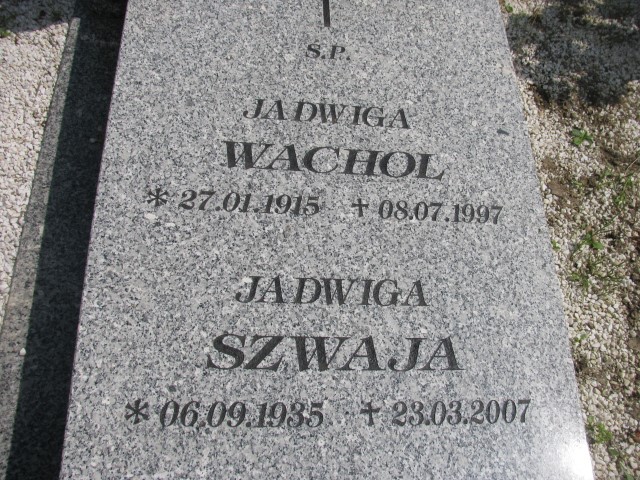 S.P.
JADWIGA
WACHOL
* 27.01.1915 ✝ 08.07.1997
JADWIGA
SZWAJA
* 06.09.1935 ✝ 23.03.2007